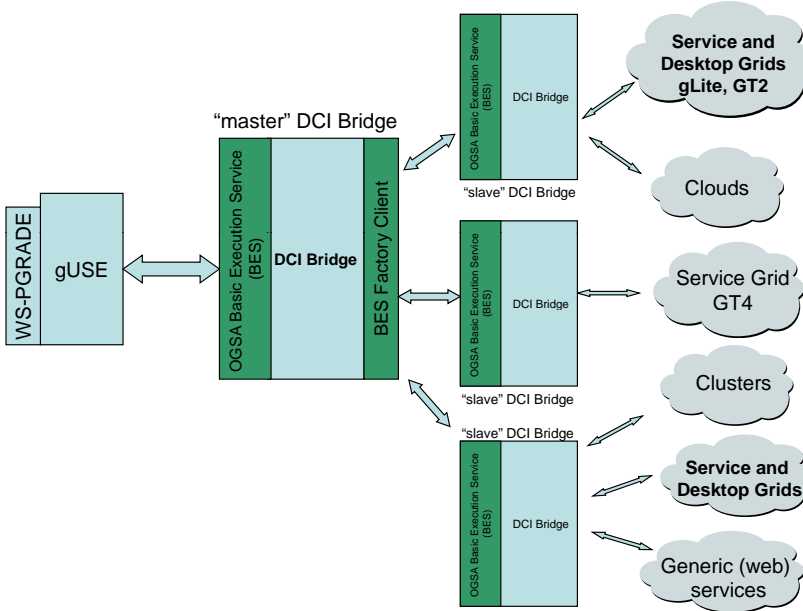 WS-PGRADE
gUSE
“master” DCI Bridge
OGSA Basic Execution Service
(BES)
DCI Bridge
BES Factory Client
OGSA Basic Execution Service
(BES)
DCI Bridge
“slave” DCI Bridge
OGSA Basic Execution Service
(BES)
DCI Bridge
“slave” DCI Bridge
“slave” DCI Bridge
OGSA Basic Execution Service
(BES)
DCI Bridge
Service and
Desktop Grids
gLite, GT2
Clouds
Service Grid
GT4
Clusters
Service and
Desktop Grids
Generic (web)
services